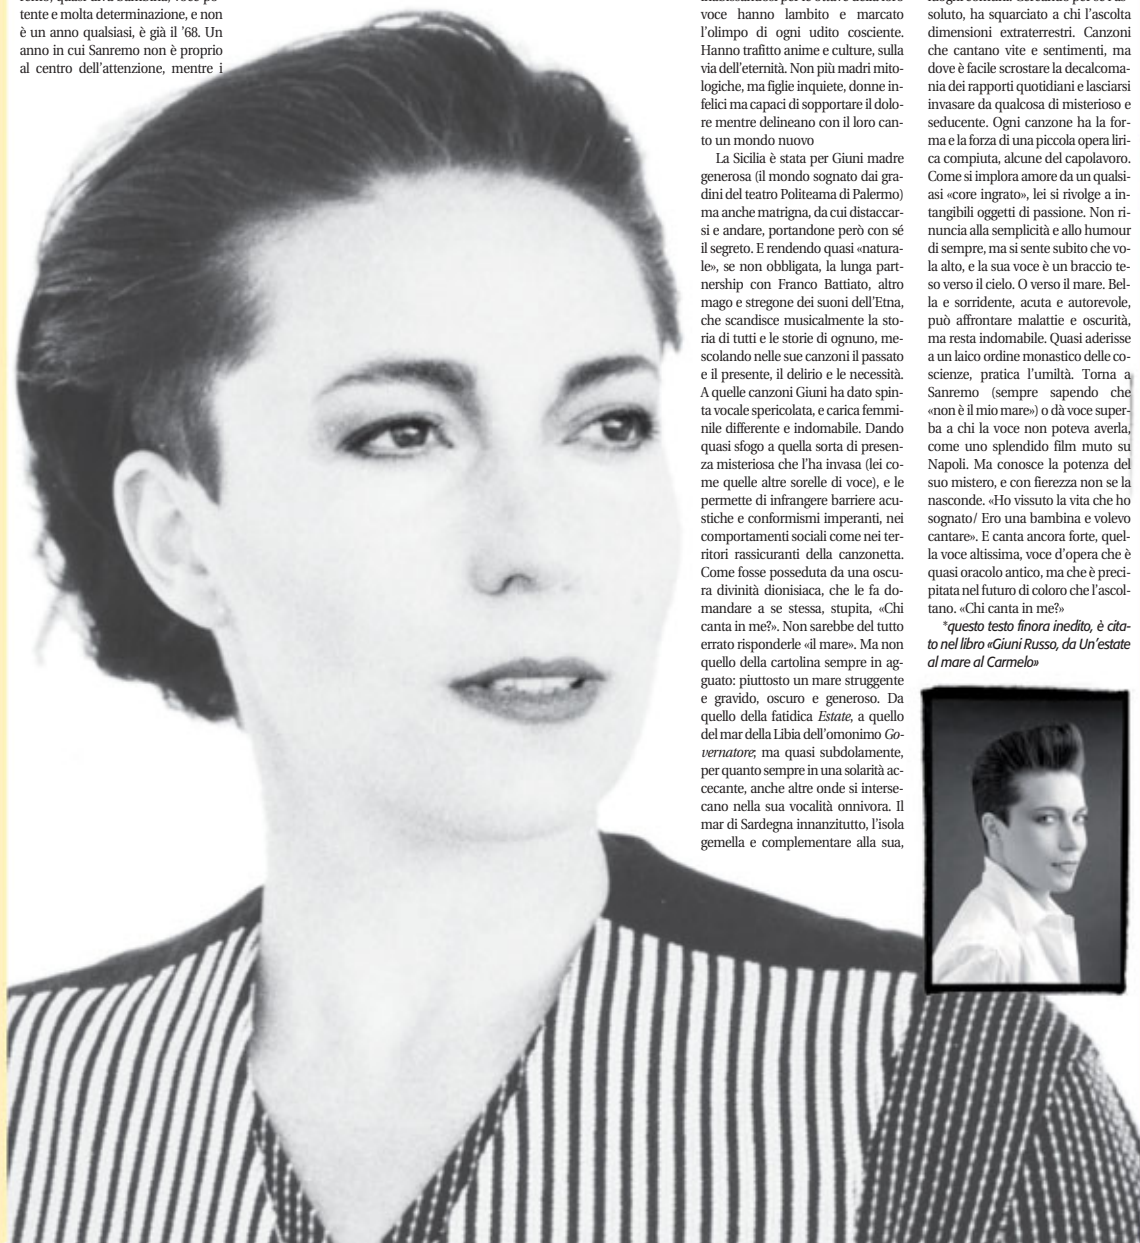 tente e molta determinazione, e non
è un anno qualsiasi, è già il '68. Un
anno in cui Sanremo non è proprio
al centro dell'attenzione, mentre i
voce hanno lambito e marcato
l'olimpo di ogni udito cosciente.
Hanno trafitto anime e culture, sulla
via dell'eternità. Non più madri mito-
logiche, ma figlie inquiete, donne in-
felici ma capaci di sopportare il dolo-
re mentre delineano con il loro can-
to un mondo nuovo
La Sicilia è stata per Giuni madre
generosa (il mondo sognato dai gra-
dini del teatro Politeama di Palermo)
ma anche matrigna, da cui distaccar-
si e andare, portandone però con sé
il segreto. E rendendo quasi «natura-
le», se non obbligata, la lunga part-
nership con Franco Battiato, altro
mago e stregone dei suoni dell'Etna,
che scandisce musicalmente la sto-
ria di tutti e le storie di ognuno, me-
scolando nelle sue canzoni il passato
e il presente, il delirio e le necessità.
A quelle canzoni Giuni ha dato spin-
ta vocale spericolata, e carica femmi-
nile differente e indomabile. Dando
quasi sfogo a quella sorta di presen-
za misteriosa che l'ha invasa (lei co-
me quelle altre sorelle di voce), e le
permette di infrangere barriere acu-
stiche e conformismi imperanti, nei
comportamenti sociali come nei ter-
ritori rassicuranti della canzonetta.
Come fosse posseduta da una oscu-
ra divinità dionisiaca, che le fa do-
mandare a se stessa, stupita, «Chi
canta in me?». Non sarebbe del tutto
errato risponderle «il mare». Ma non
quello della cartolina sempre in ag-
guato: piuttosto un mare struggente
e gravido, oscuro e generoso. Da
quello della fatidica Estate, a quello
del mar della Libia dell'omonimo Go-
vernatore; ma quasi subdolamente,
per quanto sempre in una solarità ac-
cecante, anche altre onde si interse-
cano nella sua vocalità onnivora. Il
mar di Sardegna innanzitutto, l'isola
gemella e complementare alla sua,
soluto, ha squarciato a chi l'ascolta
dimensioni extraterrestri. Canzoni
che cantano vite e sentimenti, ma
dove è facile scrostare la decalcoma-
nia dei rapporti quotidiani e lasciarsi
invasare da qualcosa di misterioso e
seducente. Ogni canzone ha la for-
ma e la forza di una piccola opera liri-
ca compiuta, alcune del capolavoro.
Come si implora amore da un qualsi-
asi «core ingrato», lei si rivolge a in-
tangibili oggetti di passione. Non ri-
nuncia alla semplicità e allo humour
di sempre, ma si sente subito che vo-
la alto, e la sua voce è un braccio te-
so verso il cielo. O verso il mare. Bel-
la e sorridente, acuta e autorevole,
può affrontare malattie e oscurità,
ma resta indomabile. Quasi aderisse
a un laico ordine monastico delle co-
scienze, pratica l'umiltà. Torna a
Sanremo (sempre sapendo che
«non è il mio mare») o dà voce super-
ba a chi la voce non poteva averla,
come uno splendido film muto su
Napoli. Ma conosce la potenza del
suo mistero, e con fierezza non se la
nasconde. «Ho vissuto la vita che ho
sognato/ Ero una bambina e volevo
cantare». E canta ancora forte, quel-
la voce altissima, voce d'opera che è
quasi oracolo antico, ma che è preci-
pitata nel futuro di coloro che l'ascol-
tano. «Chi canta in me?»
*questo testo finora inedito, è cita-
to nel libro «Giuni Russo, da Un'estate
al mare al Carmelo»